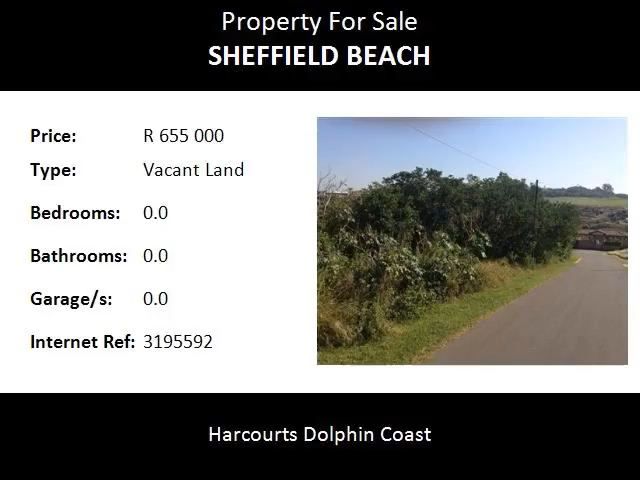 Property For Sale
SHEFFIELD BEACH
Price: R 655 000
Type: Vacant Land
Bedrooms: 0.0
Bathrooms: 0.0
Garage/s: 0.0
Internet Ref: 3195592
Harcourts Dolphin Coast